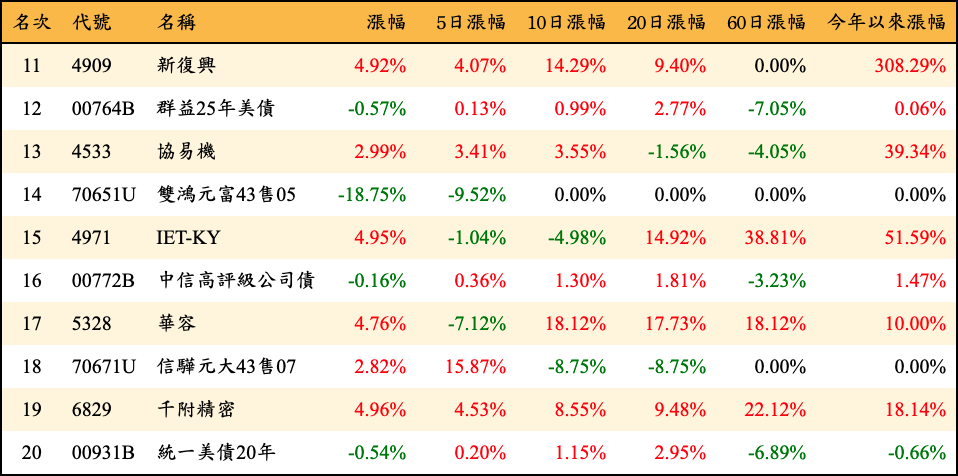 名次 代號 名稱 漲幅 5日漲幅 10日漲幅 20日漲幅 60日漲幅 今年以來漲幅
11 4909 新復興 4.92% 4.07% 14.29% 9.40% 0.00% 308.29%
12 00764B 群益25年美債 -0.57% 0.13% 0.99% 2.77% -7.05% 0.06%
13 4533 協易機 2.99% 3.41% 3.55% -1.56% -4.05% 39.34%
14 70651U 雙鴻元富43售05 -18.75% -9.52% 0.00% 0.00% 0.00% 0.00%
15 4971 IET-KY 4.95% -1.04% -4.98% 14.92% 38.81% 51.59%
16 00772B 中信高評級公司債 -0.16% 0.36% 1.30% 1.81% -3.23% 1.47%
17 5328 華容 4.76% -7.12% 18.12% 17.73% 18.12% 10.00%
18 70671U 信驊元大43售07 2.82% 15.87% -8.75% -8.75% 0.00% 0.00%
19 6829 千附精密 4.96% 4.53% 8.55% 9.48% 22.12% 18.14%
20 00931B 統一美債20年 -0.54% 0.20% 1.15% 2.95% -6.89% -0.66%